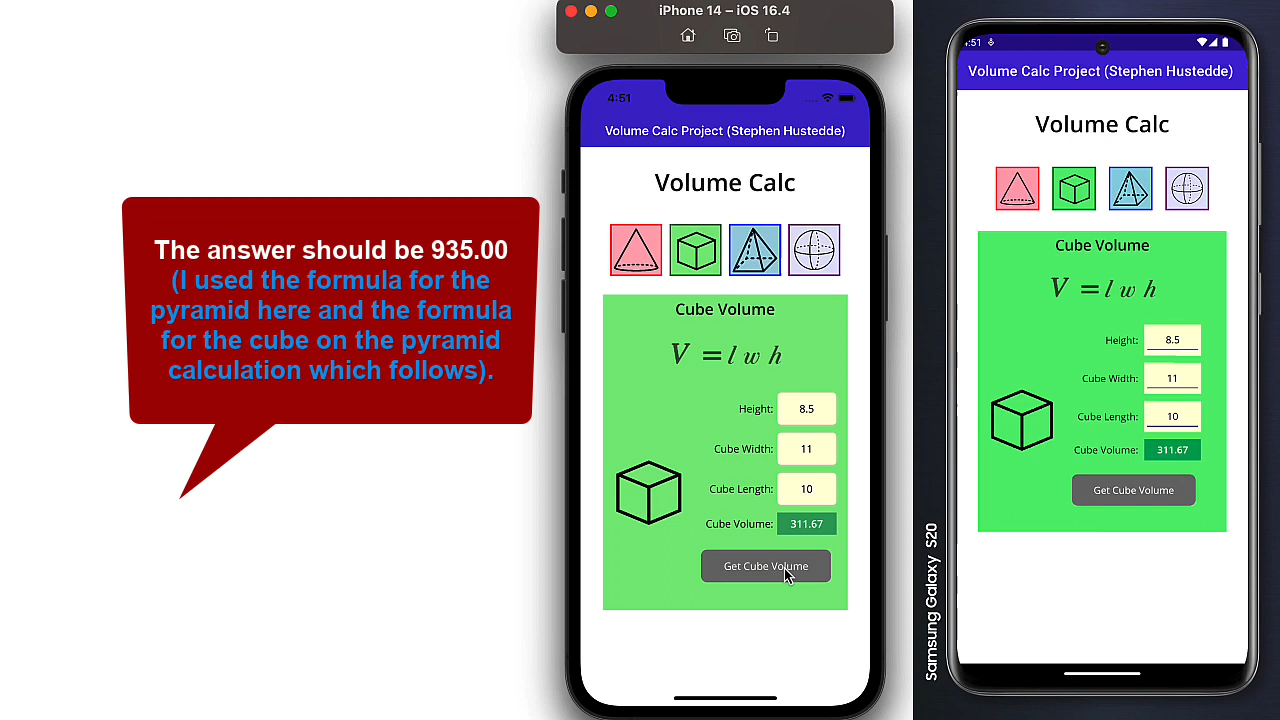 The answer should be 935.00
(I used the formula for the
pyramid here and the formula
for the cube on the pyramid
calculation which follows).
iPhone 14 – iOS 16.4
4:51
Volume Calc Project (Stephen Hustedde)
Volume Calc
Cube Volume
V = l w h
Height: 8.5
Cube Width: 11
Cube Length: 10
Cube Volume: 311.67
Get Cube Volume
Samsung Galaxy S20
4:51
Volume Calc Project (Stephen Hustedde)
Volume Calc
Cube Volume
V = l w h
Height: 8.5
Cube Width: 11
Cube Length: 10
Cube Volume: 311.67
Get Cube Volume